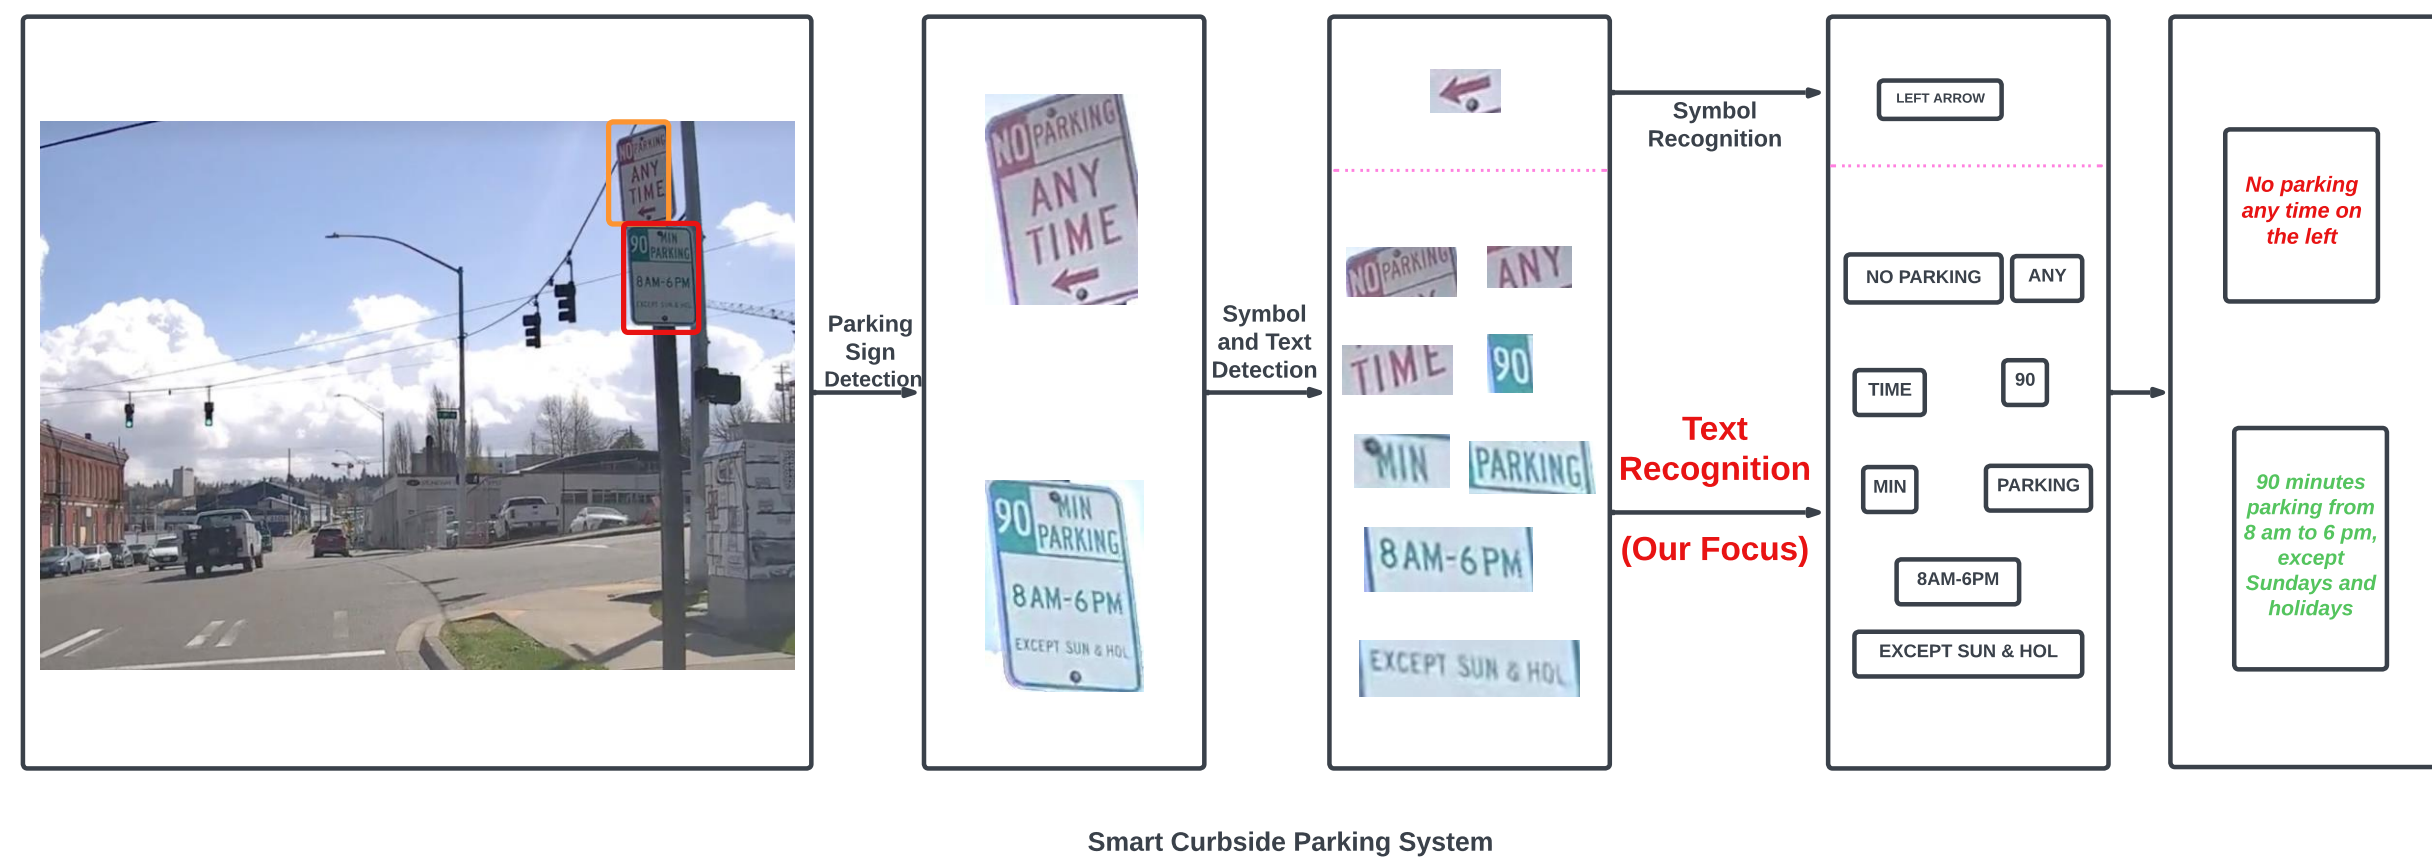 NO PARKING
ANY
TIME
90 MIN
PARKING
8AM-6PM
EXCEPT SUN & HOL
Parking
Sign
Detection
NO PARKING
ANY
TIME
90 MIN
PARKING
8AM-6PM
EXCEPT SUN & HOL
Symbol
and Text
Detection
NO PARKING
ANY
TIME
90
MIN
PARKING
8AM-6PM
EXCEPT SUN & HOL
Symbol
Recognition
Text
Recognition
(Our Focus)
LEFT ARROW
NO PARKING
ANY
TIME
90
MIN
PARKING
8AM-6PM
EXCEPT SUN & HOL
No parking
any time on
the left
90 minutes
parking from
8 am to 6 pm,
except
Sundays and
holidays
Smart Curbside Parking System